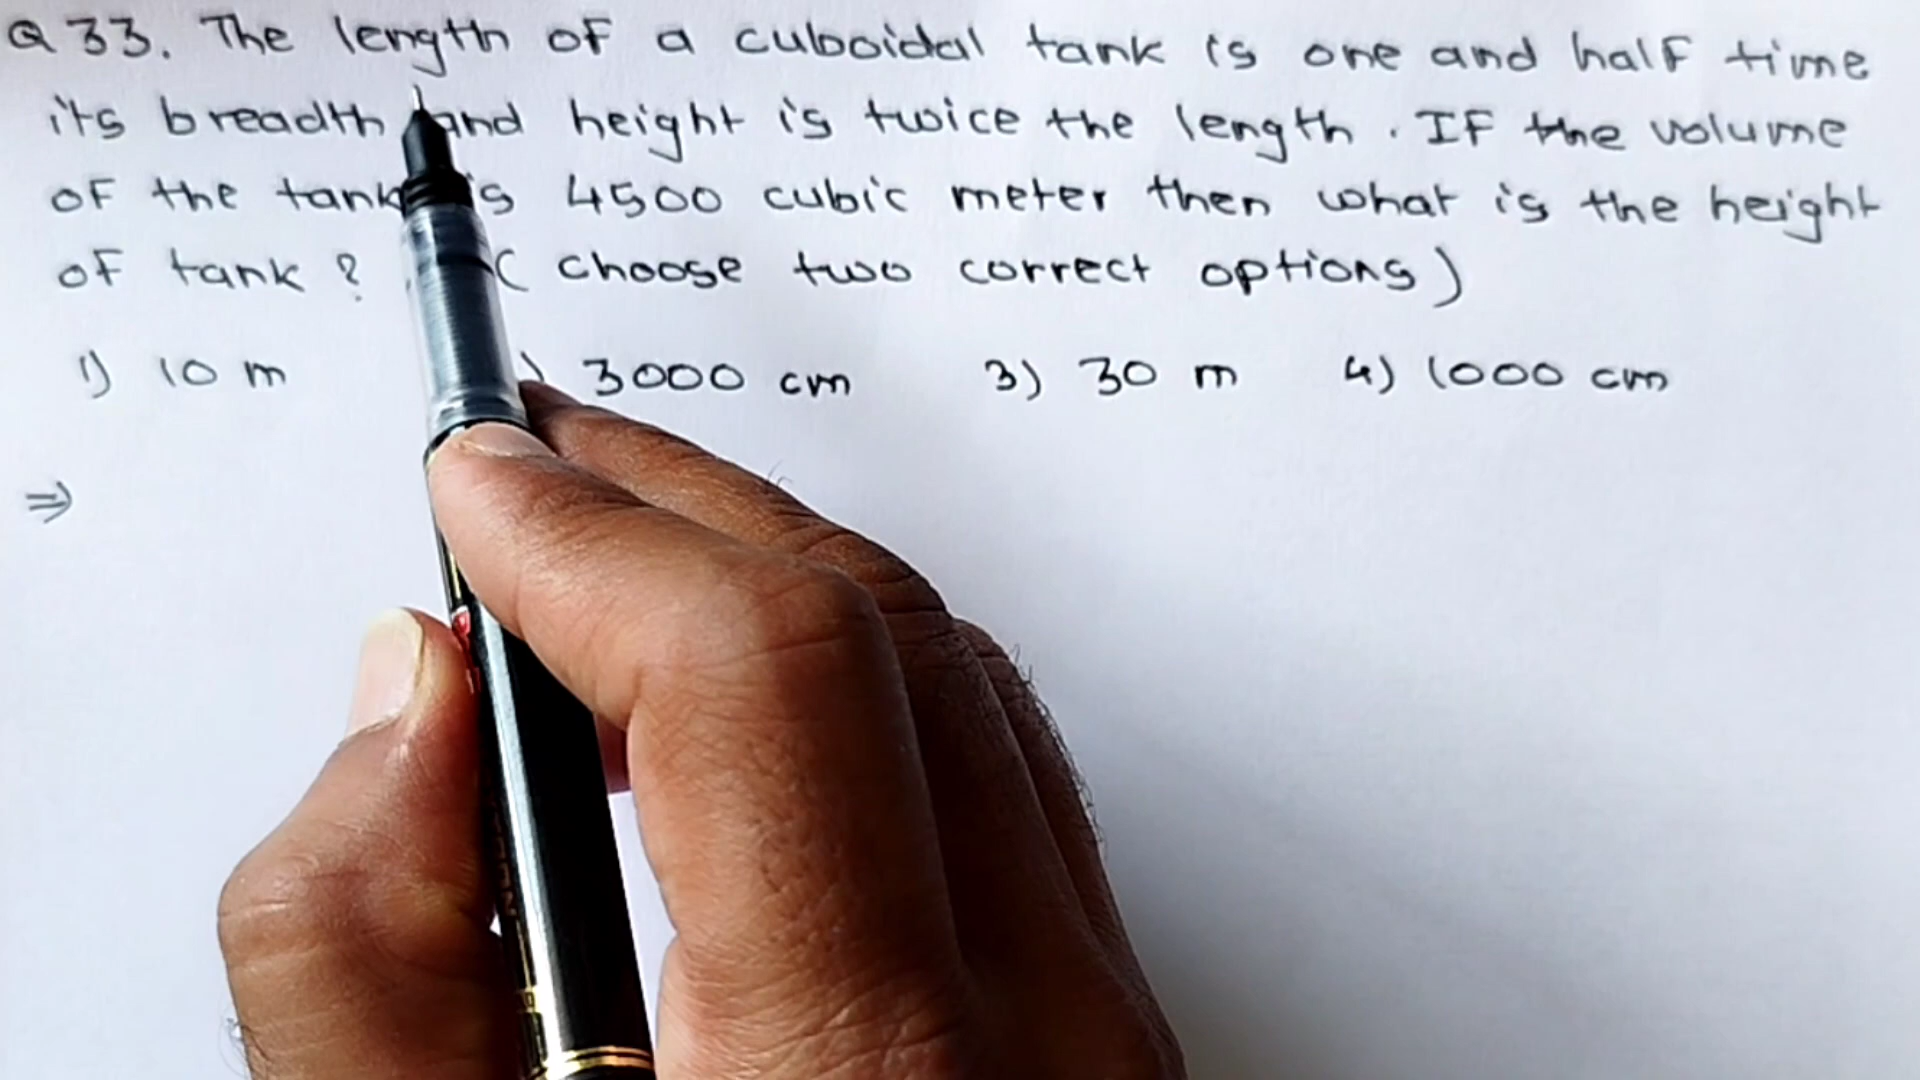 Q 33. The length of a cuboidal tank is one and half time
its breadth and height is twice the length. If the volume
of the tank is 4500 cubic meter then what is the height
of tank? ( choose two correct options)
1) 10 m ) 3000 cm 3) 30 m 4) 1000 cm
⇒